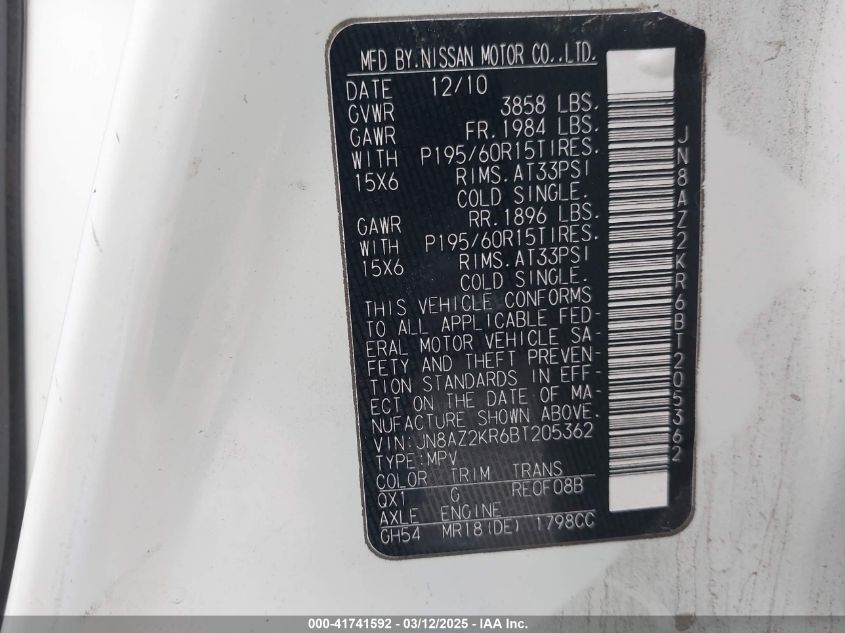 MFD BY.NISSAN MOTOR CO.,LTD.
DATE 12/10
GVWR 3858 LBS.
GAWR FR.1984 LBS.
WITH P195/60R15TIRES.
15X6 RIMS.AT33PSI
COLD SINGLE.
GAWR RR.1896 LBS.
WITH P195/60R15TIRES.
15X6 RIMS.AT33PSI
COLD SINGLE.
THIS VEHICLE CONFORMS
TO ALL APPLICABLE FED-
ERAL MOTOR VEHICLE SA-
FETY AND THEFT PREVEN-
TION STANDARDS IN EFF-
ECT ON THE DATE OF MA-
NUFACTURE SHOWN ABOVE.
VIN:JN8AZ2KR6BT205362
TYPE:MPV
COLOR TRIM TRANS
QX1 G RE0F08B
AXLE ENGINE
GH54 MR18(DE) 1798CC
JN8AZ2KR6BT205362
000-41741592 - 03/12/2025 - IAA Inc.